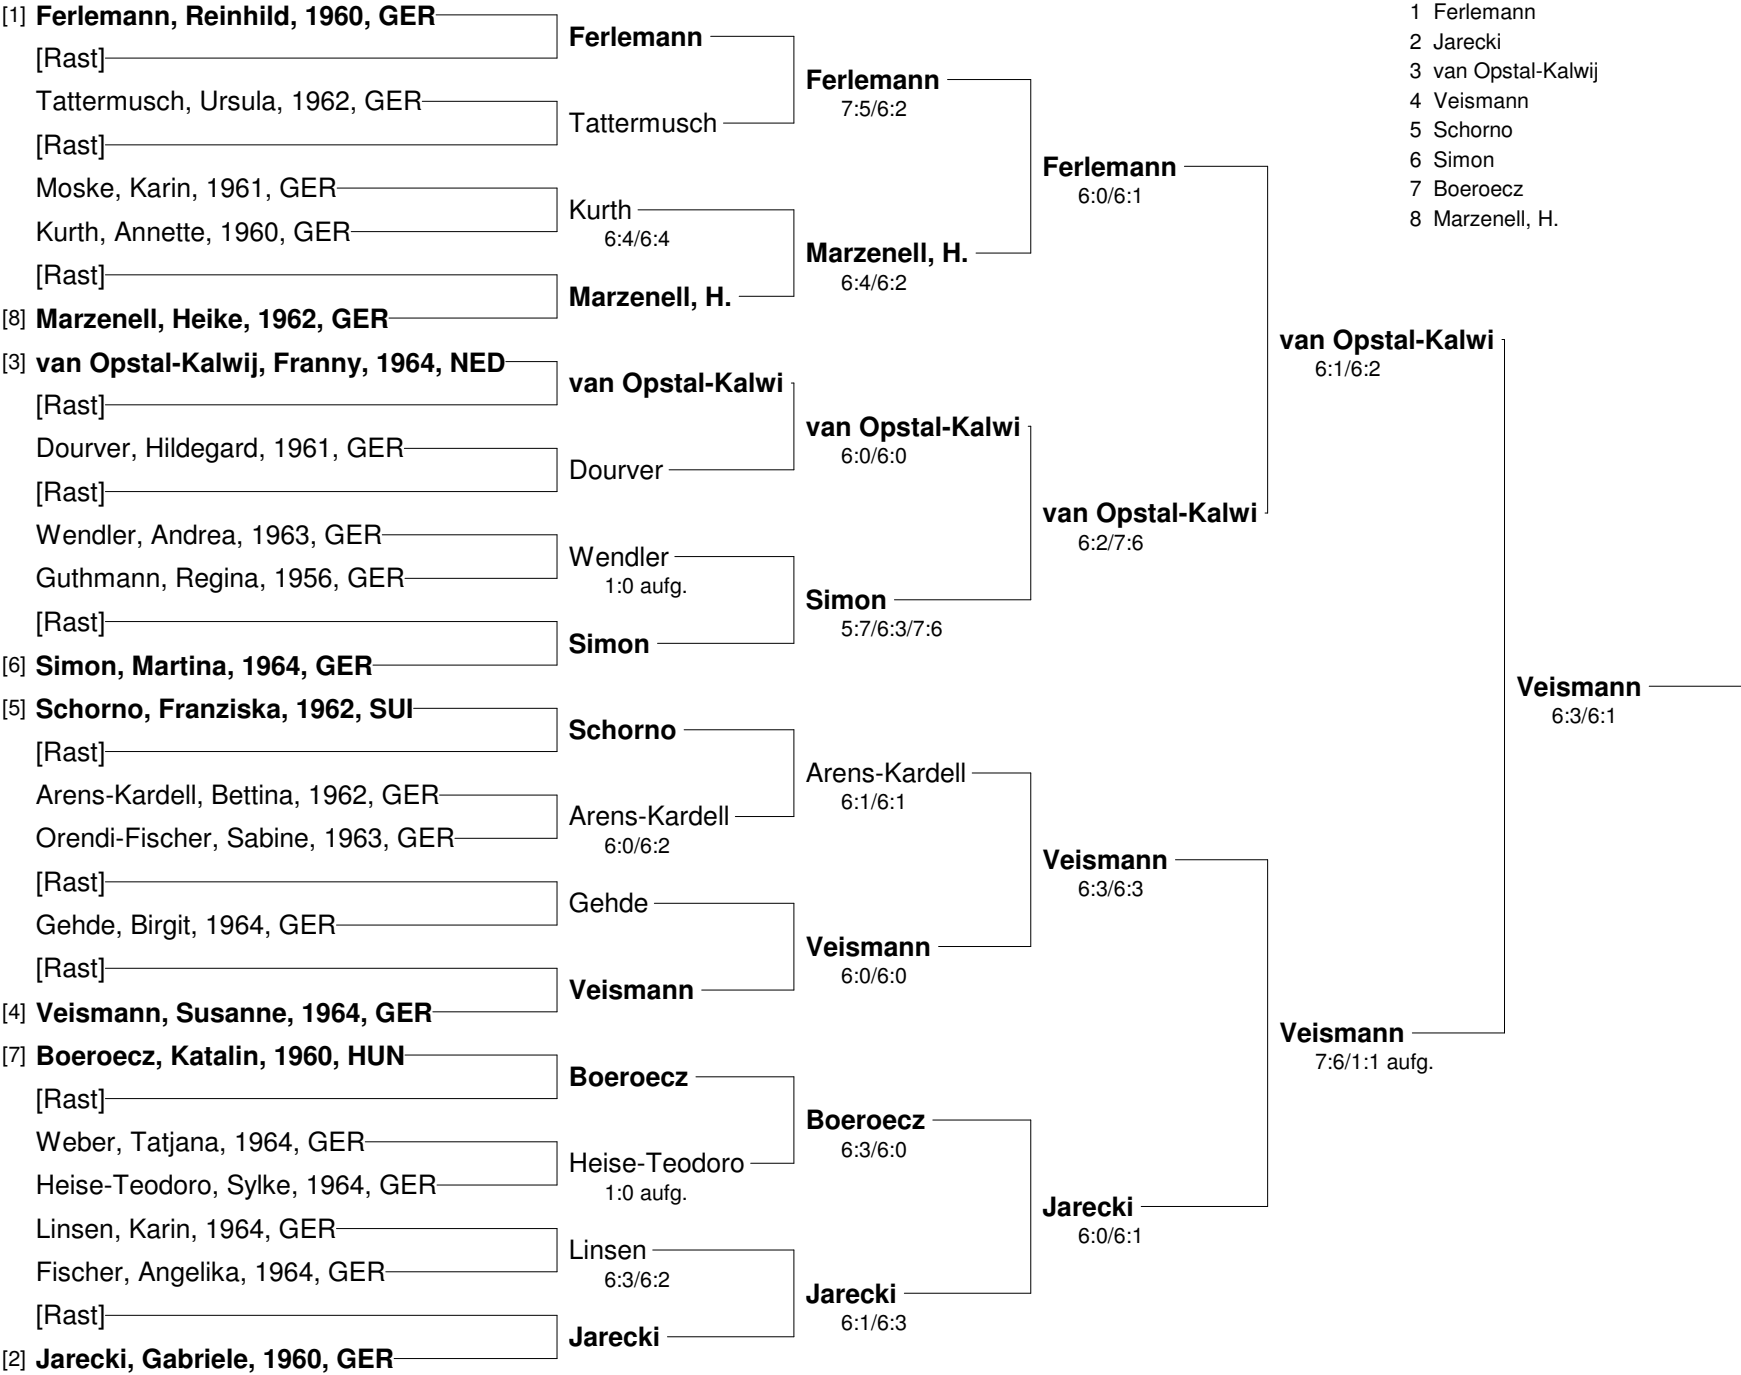 [1] Ferlemann, Reinhild, 1960, GER
[Rast]
Tattermusch, Ursula, 1962, GER
[Rast]
Moske, Karin, 1961, GER
Kurth, Annette, 1960, GER
[Rast]
[8] Marzenell, Heike, 1962, GER
[3] van Opstal-Kalwij, Franny, 1964, NED
[Rast]
Dourver, Hildegard, 1961, GER
[Rast]
Wendler, Andrea, 1963, GER
Guthmann, Regina, 1956, GER
[Rast]
[6] Simon, Martina, 1964, GER
[5] Schorno, Franziska, 1962, SUI
[Rast]
Arens-Kardell, Bettina, 1962, GER
Orendi-Fischer, Sabine, 1963, GER
[Rast]
Gehde, Birgit, 1964, GER
[Rast]
[4] Veismann, Susanne, 1964, GER
[7] Boeroecz, Katalin, 1960, HUN
[Rast]
Weber, Tatjana, 1964, GER
Heise-Teodoro, Sylke, 1964, GER
Linsen, Karin, 1964, GER
Fischer, Angelika, 1964, GER
[Rast]
[2] Jarecki, Gabriele, 1960, GER
Ferlemann
Tattermusch
Kurth
6:4/6:4
Marzenell, H.
van Opstal-Kalwi
Dourver
Wendler
1:0 aufg.
Simon
Schorno
Arens-Kardell
6:0/6:2
Gehde
Veismann
Boeroecz
Heise-Teodoro
1:0 aufg.
Linsen
6:3/6:2
Jarecki
Ferlemann
7:5/6:2
Marzenell, H.
6:4/6:2
van Opstal-Kalwi
6:0/6:0
Simon
5:7/6:3/7:6
Arens-Kardell
6:1/6:1
Veismann
6:0/6:0
Boeroecz
6:3/6:0
Jarecki
6:1/6:3
Ferlemann
6:0/6:1
van Opstal-Kalwi
6:2/7:6
Veismann
6:3/6:3
Jarecki
6:0/6:1
van Opstal-Kalwi
6:1/6:2
Veismann
7:6/1:1 aufg.
Veismann
6:3/6:1
1 Ferlemann
2 Jarecki
3 van Opstal-Kalwij
4 Veismann
5 Schorno
6 Simon
7 Boeroecz
8 Marzenell, H.